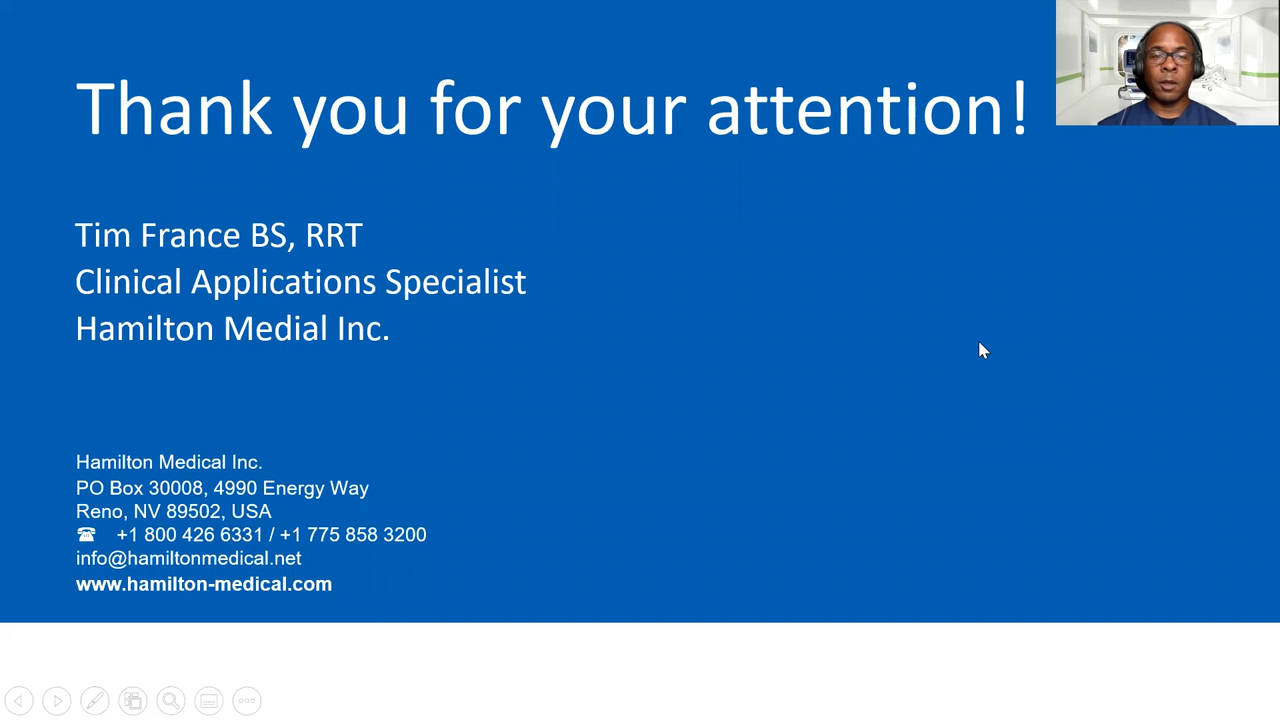 Thank you for your attention!
Tim France BS, RRT
Clinical Applications Specialist
Hamilton Medial Inc.
Hamilton Medical Inc.
PO Box 30008, 4990 Energy Way
Reno, NV 89502, USA
☎ +1 800 426 6331 / +1 775 858 3200
info@hamiltonmedical.net
www.hamilton-medical.com